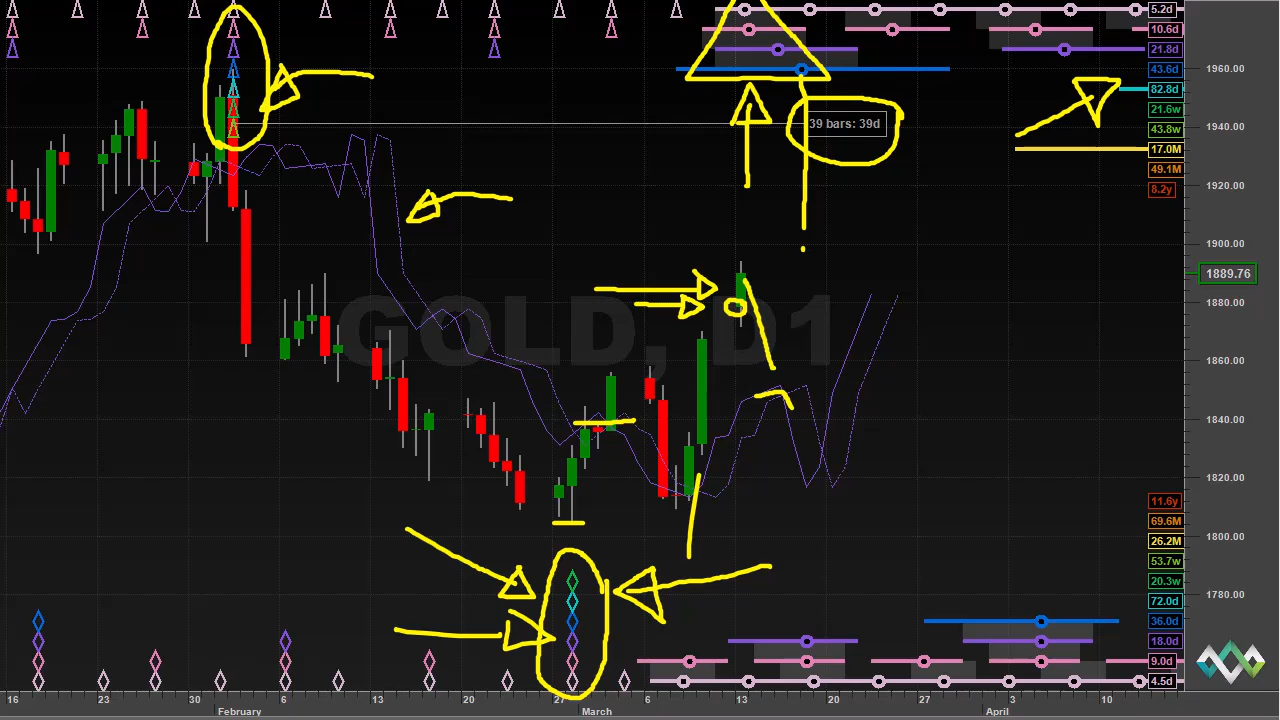 5.2d
10.6d
21.8d
43.6d
82.8d
21.6w
43.8w
17.0M
49.1M
8.2y
1960.00
1940.00
1920.00
1900.00
1889.76
1880.00
1860.00
1840.00
1820.00
1800.00
1780.00
39 bars: 39d
GOLD, D1
11.6y
69.6M
26.2M
53.7w
20.3w
72.0d
36.0d
18.0d
9.0d
4.5d
16 23 30 6 13 20 27 6 13 20 27 3 10
February March April